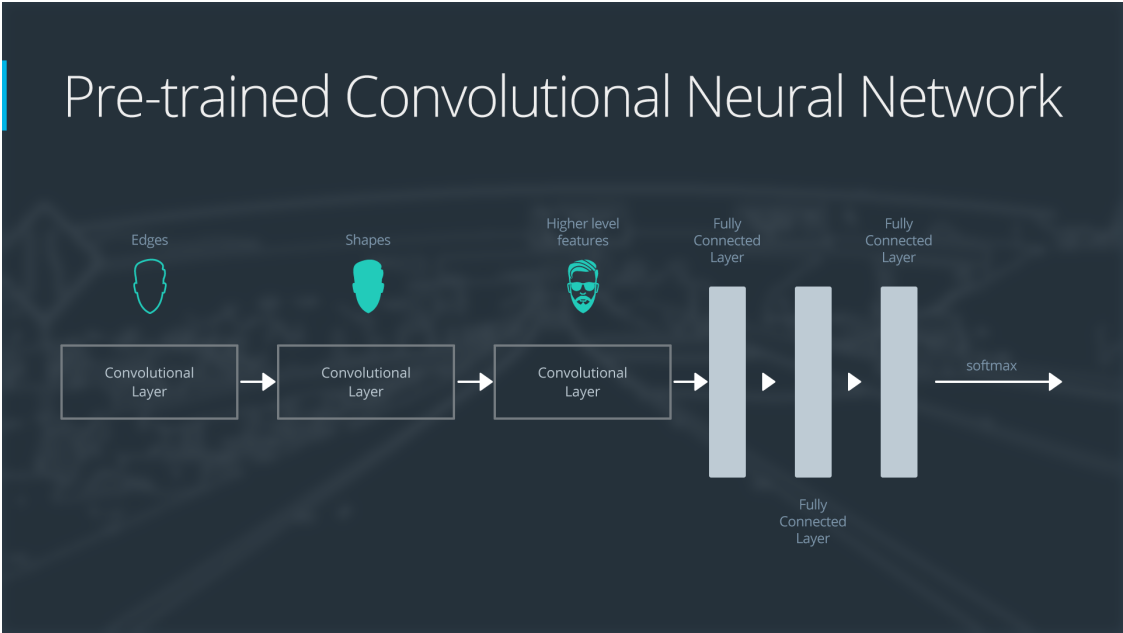 Pre-trained Convolutional Neural Network
Edges
Shapes
Higher level
features
Fully
Connected
Layer
Fully
Connected
Layer
Convolutional
Layer
Convolutional
Layer
Convolutional
Layer
softmax
Fully
Connected
Layer